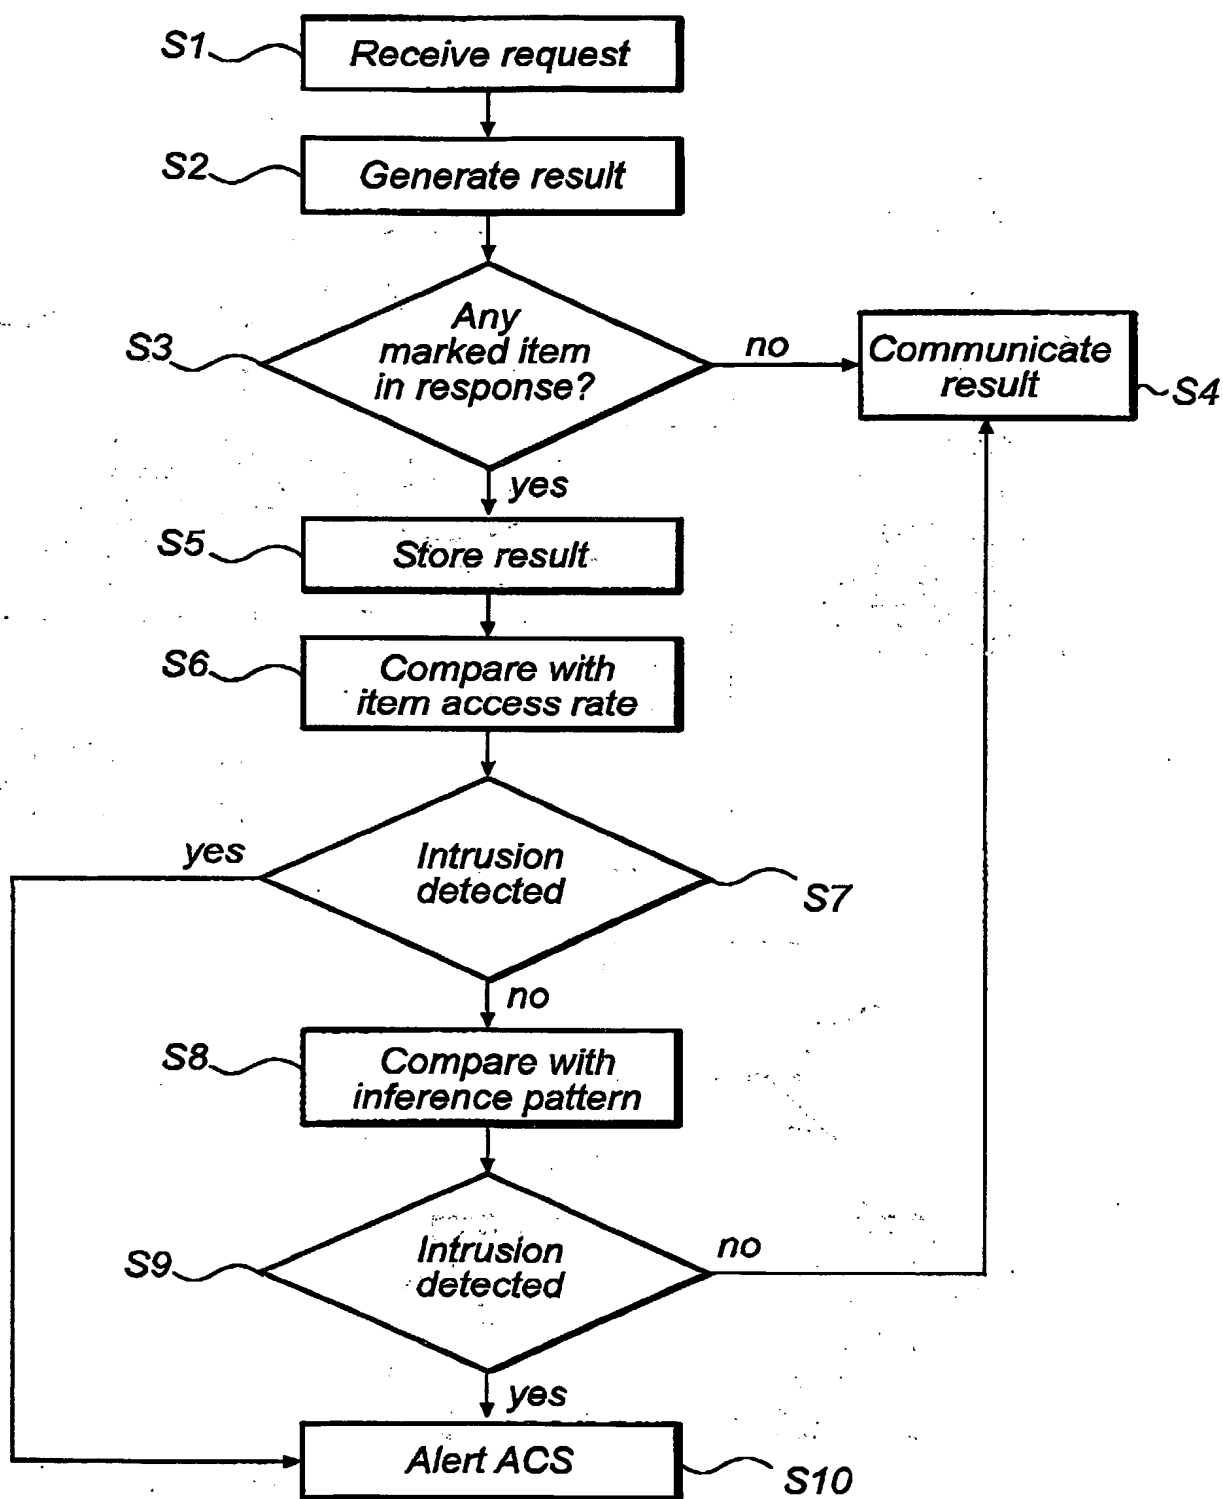 S1
Receive request
S2
Generate result
S3
Any
marked item
in response?
no
Communicate
result
S4
yes
S5
Store result
S6
Compare with
item access rate
yes
Intrusion
detected
S7
no
S8
Compare with
inference pattern
S9
Intrusion
detected
no
yes
Alert ACS
S10